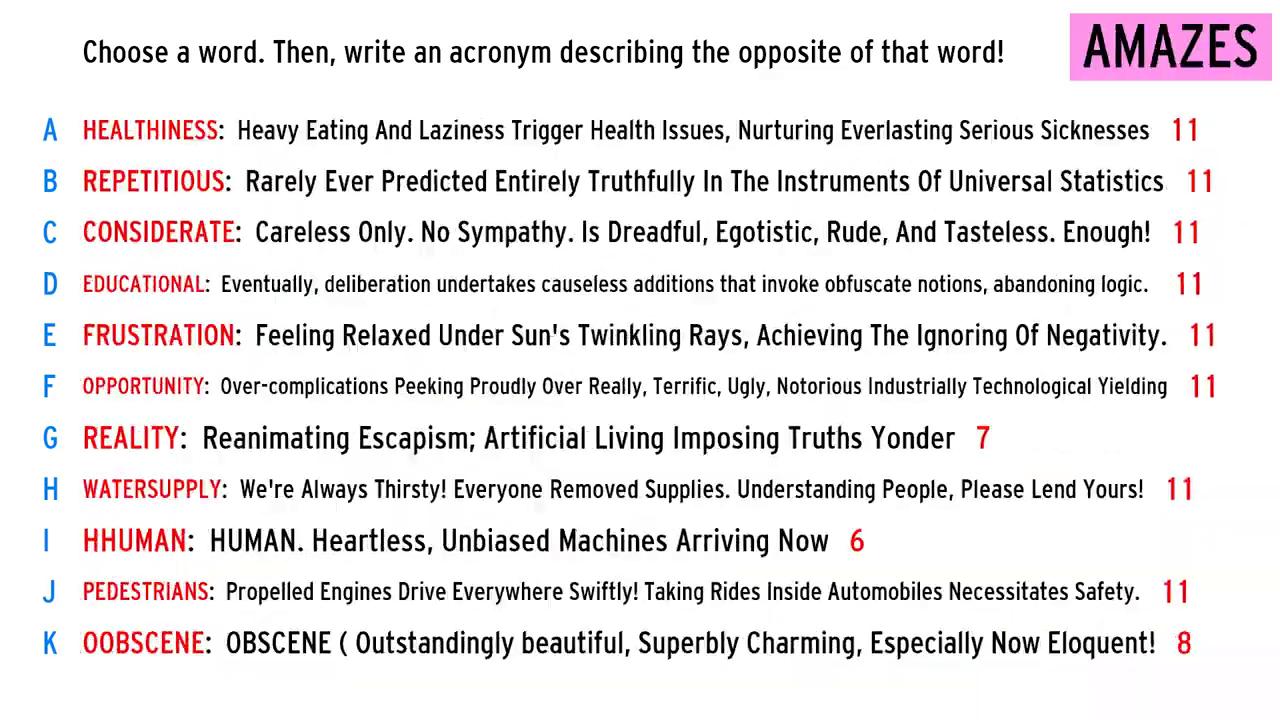 Choose a word. Then, write an acronym describing the opposite of that word!
AMAZES
A HEALTHINESS: Heavy Eating And Laziness Trigger Health Issues, Nurturing Everlasting Serious Sicknesses 11
B REPETITIOUS: Rarely Ever Predicted Entirely Truthfully In The Instruments Of Universal Statistics 11
C CONSIDERATE: Careless Only. No Sympathy. Is Dreadful, Egotistic, Rude, And Tasteless. Enough! 11
D EDUCATIONAL: Eventually, deliberation undertakes causeless additions that invoke obfuscate notions, abandoning logic. 11
E FRUSTRATION: Feeling Relaxed Under Sun's Twinkling Rays, Achieving The Ignoring Of Negativity. 11
F OPPORTUNITY: Over-complications Peeking Proudly Over Really, Terrific, Ugly, Notorious Industrially Technological Yielding 11
G REALITY: Reanimating Escapism; Artificial Living Imposing Truths Yonder 7
H WATERSUPPLY: We're Always Thirsty! Everyone Removed Supplies. Understanding People, Please Lend Yours! 11
I HHUMAN: HUMAN. Heartless, Unbiased Machines Arriving Now 6
J PEDESTRIANS: Propelled Engines Drive Everywhere Swiftly! Taking Rides Inside Automobiles Necessitates Safety. 11
K OOBSCENE: OBSCENE ( Outstandingly beautiful, Superbly Charming, Especially Now Eloquent! 8